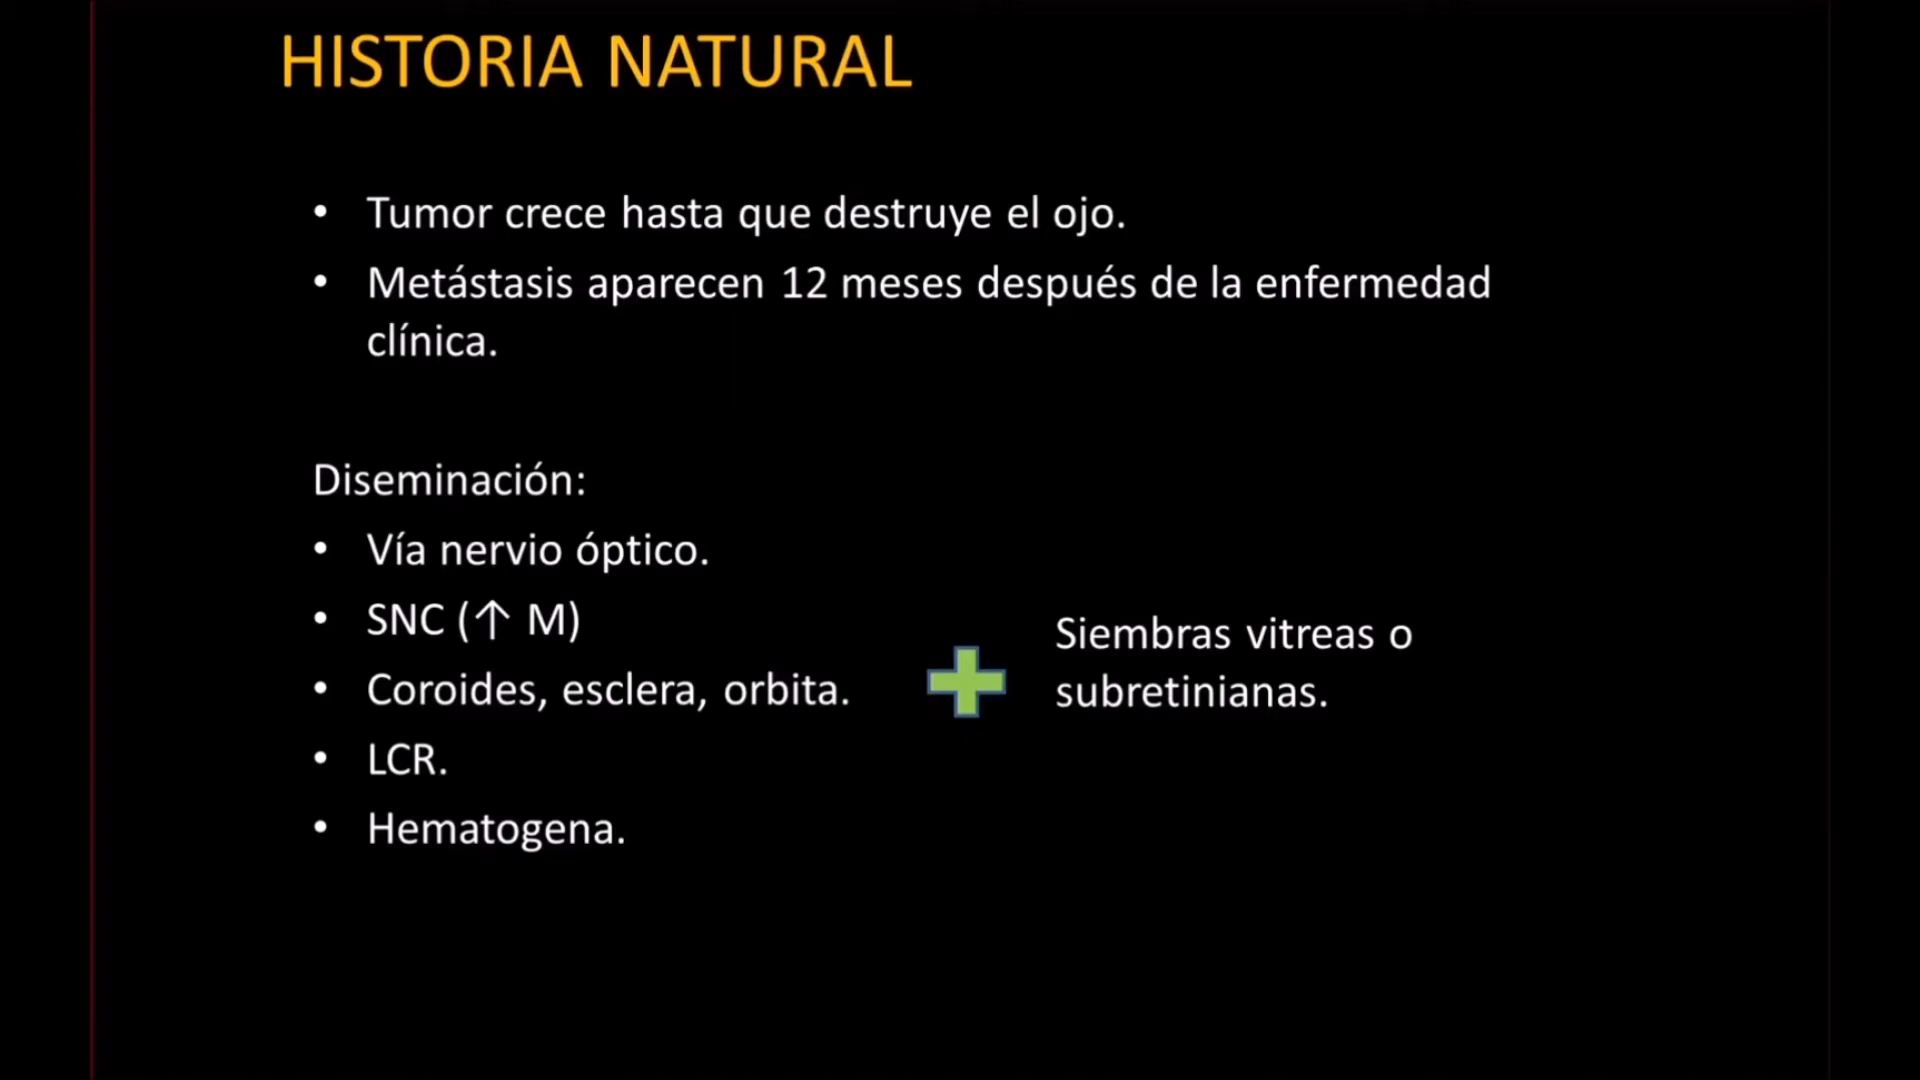 HISTORIA NATURAL
• Tumor crece hasta que destruye el ojo.
• Metástasis aparecen 12 meses después de la enfermedad
clínica.
Diseminación:
• Vía nervio óptico.
• SNC (↑ M)
• Coroides, esclera, orbita.
• LCR.
• Hematogena.
Siembras vitreas o
subretinianas.